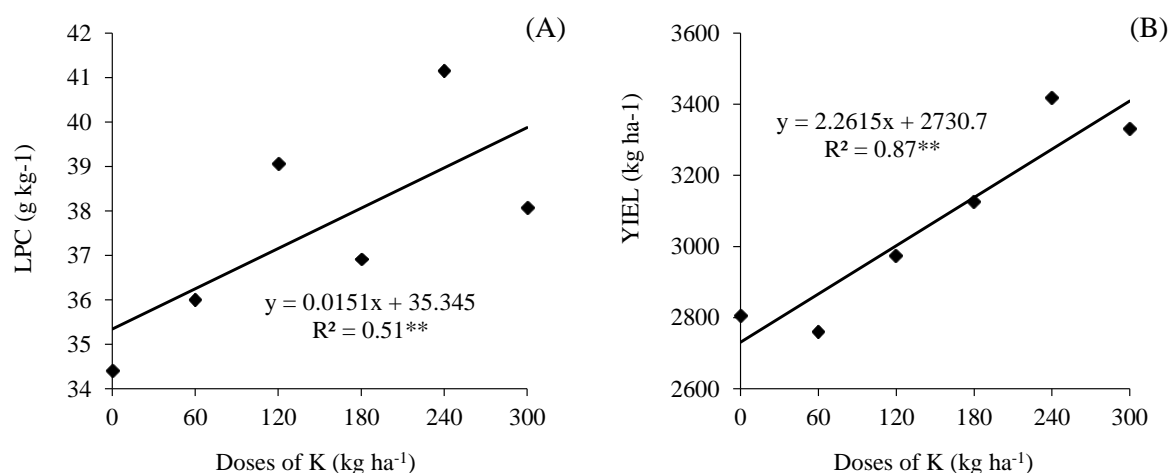 (A)
LPC (g kg-1)
42
41
40
39
38
37
36
35
34
y = 0.0151x + 35.345
R² = 0.51**
0 60 120 180 240 300
Doses of K (kg ha⁻¹)
(B)
YIEL (kg ha-1)
3600
3400
3200
3000
2800
2600
y = 2.2615x + 2730.7
R² = 0.87**
0 60 120 180 240 300
Doses of K (kg ha⁻¹)